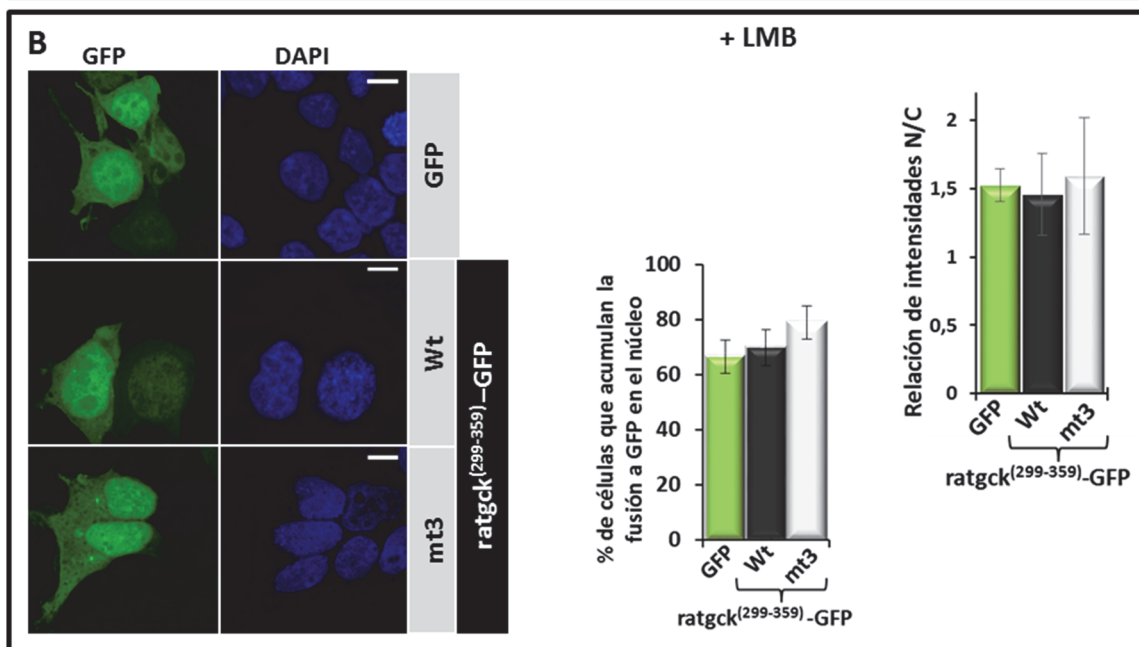 B
GFP
DAPI
GFP
Wt
mt3
ratgck(299-359)–GFP
+ LMB
% de células que acumulan la
fusión a GFP en el núcleo
100
80
60
40
20
0
GFP
Wt
mt3
ratgck(299-359)-GFP
Relación de intensidades N/C
2
1,5
1
0,5
0
GFP
Wt
mt3
ratgck(299-359)-GFP